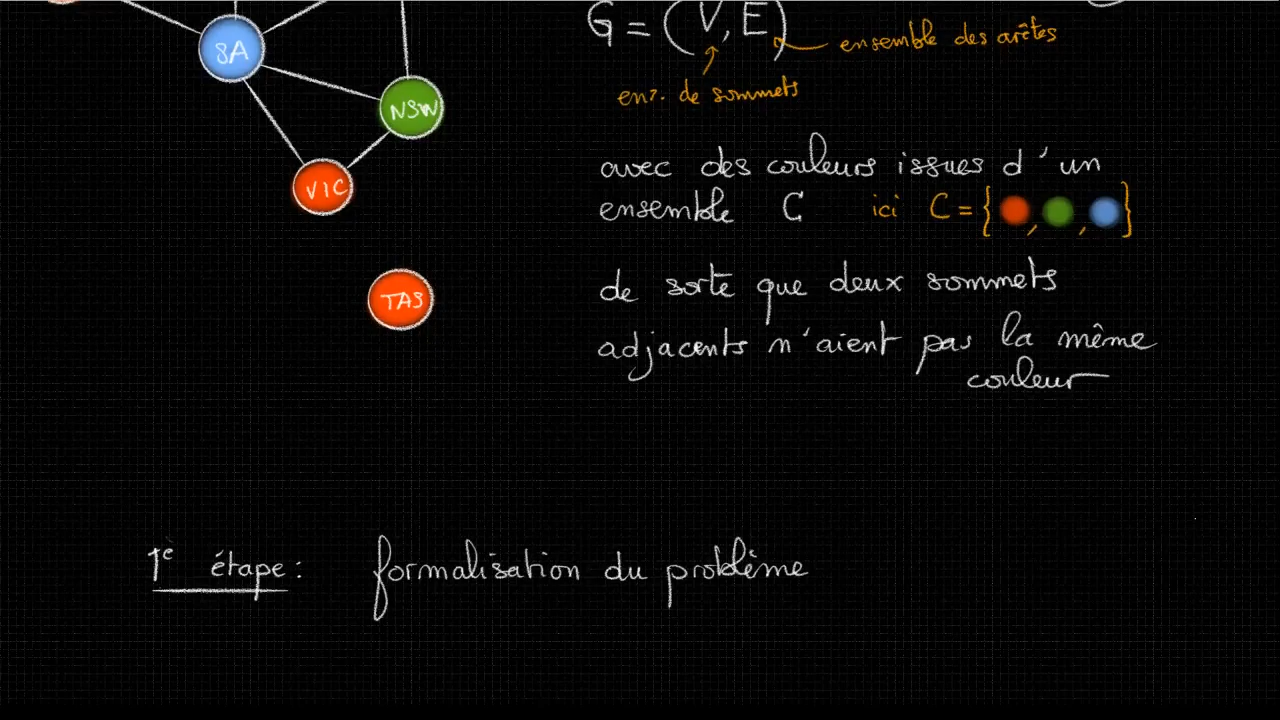 G = (V, E)
ensemble des arêtes
ens. de sommets
SA
NSW
VIC
TAS
avec des couleurs issues d'un
ensemble C ici C = { , , }
de sorte que deux sommets
adjacents n'aient pas la même
couleur
1e étape : formalisation du problème